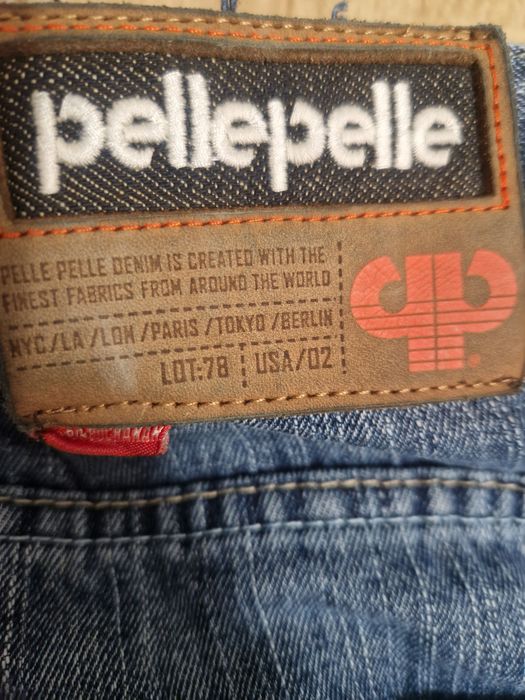 pellepelle
PELLE PELLE DENIM IS CREATED WITH THE
FINEST FABRICS FROM AROUND THE WORLD
NYC/LA/LON/PARIS/TOKYO/BERLIN
LOT:78 USA/02
®